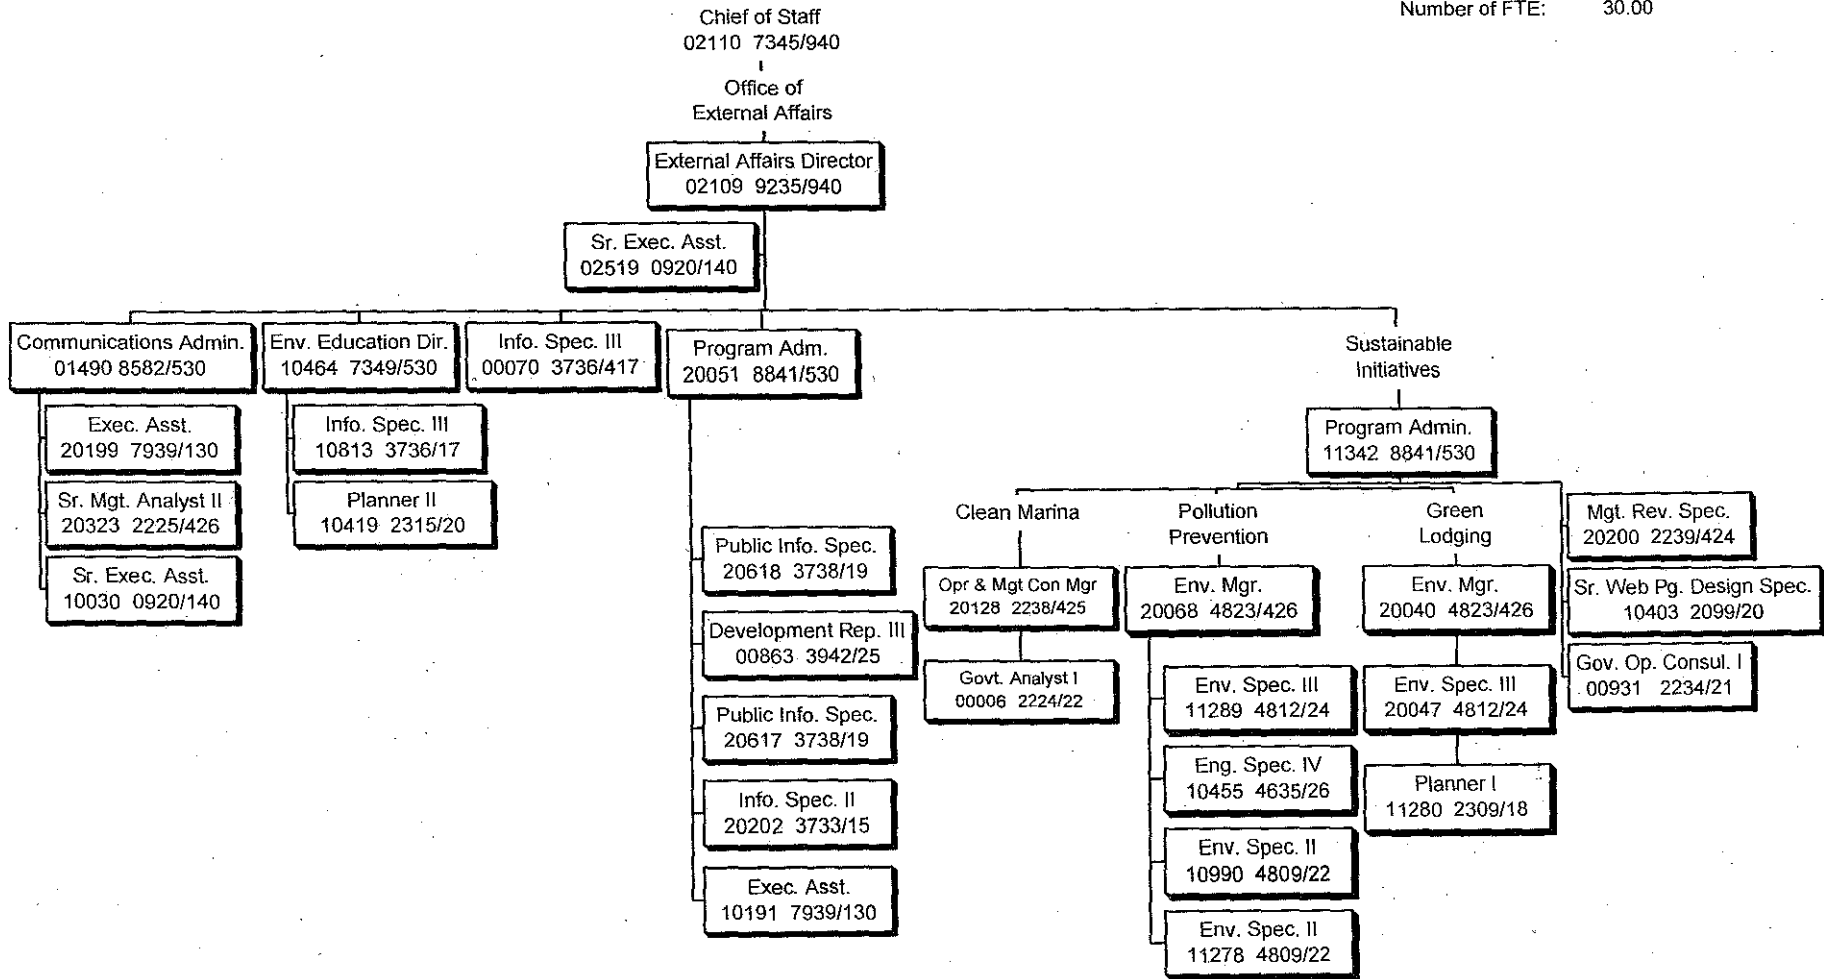 Number of FTE: 30.00
Chief of Staff
02110 7345/940
Office of
External Affairs
External Affairs Director
02109 9235/940
Sr. Exec. Asst.
02519 0920/140
Communications Admin.
01490 8582/530
Exec. Asst.
20199 7939/130
Sr. Mgt. Analyst II
20323 2225/426
Sr. Exec. Asst.
10030 0920/140
Env. Education Dir.
10464 7349/530
Info. Spec. III
10813 3736/17
Planner II
10419 2315/20
Info. Spec. III
00070 3736/417
Program Adm.
20051 8841/530
Public Info. Spec.
20618 3738/19
Development Rep. III
00863 3942/25
Public Info. Spec.
20617 3738/19
Info. Spec. II
20202 3733/15
Exec. Asst.
10191 7939/130
Sustainable
Initiatives
Program Admin.
11342 8841/530
Clean Marina
Opr & Mgt Con Mgr
20128 2238/425
Govt. Analyst I
00006 2224/22
Pollution
Prevention
Env. Mgr.
20068 4823/426
Env. Spec. III
11289 4812/24
Eng. Spec. IV
10455 4635/26
Env. Spec. II
10990 4809/22
Env. Spec. II
11278 4809/22
Green
Lodging
Env. Mgr.
20040 4823/426
Env. Spec. III
20047 4812/24
Planner I
11280 2309/18
Mgt. Rev. Spec.
20200 2239/424
Sr. Web Pg. Design Spec.
10403 2099/20
Gov. Op. Consul. I
00931 2234/21